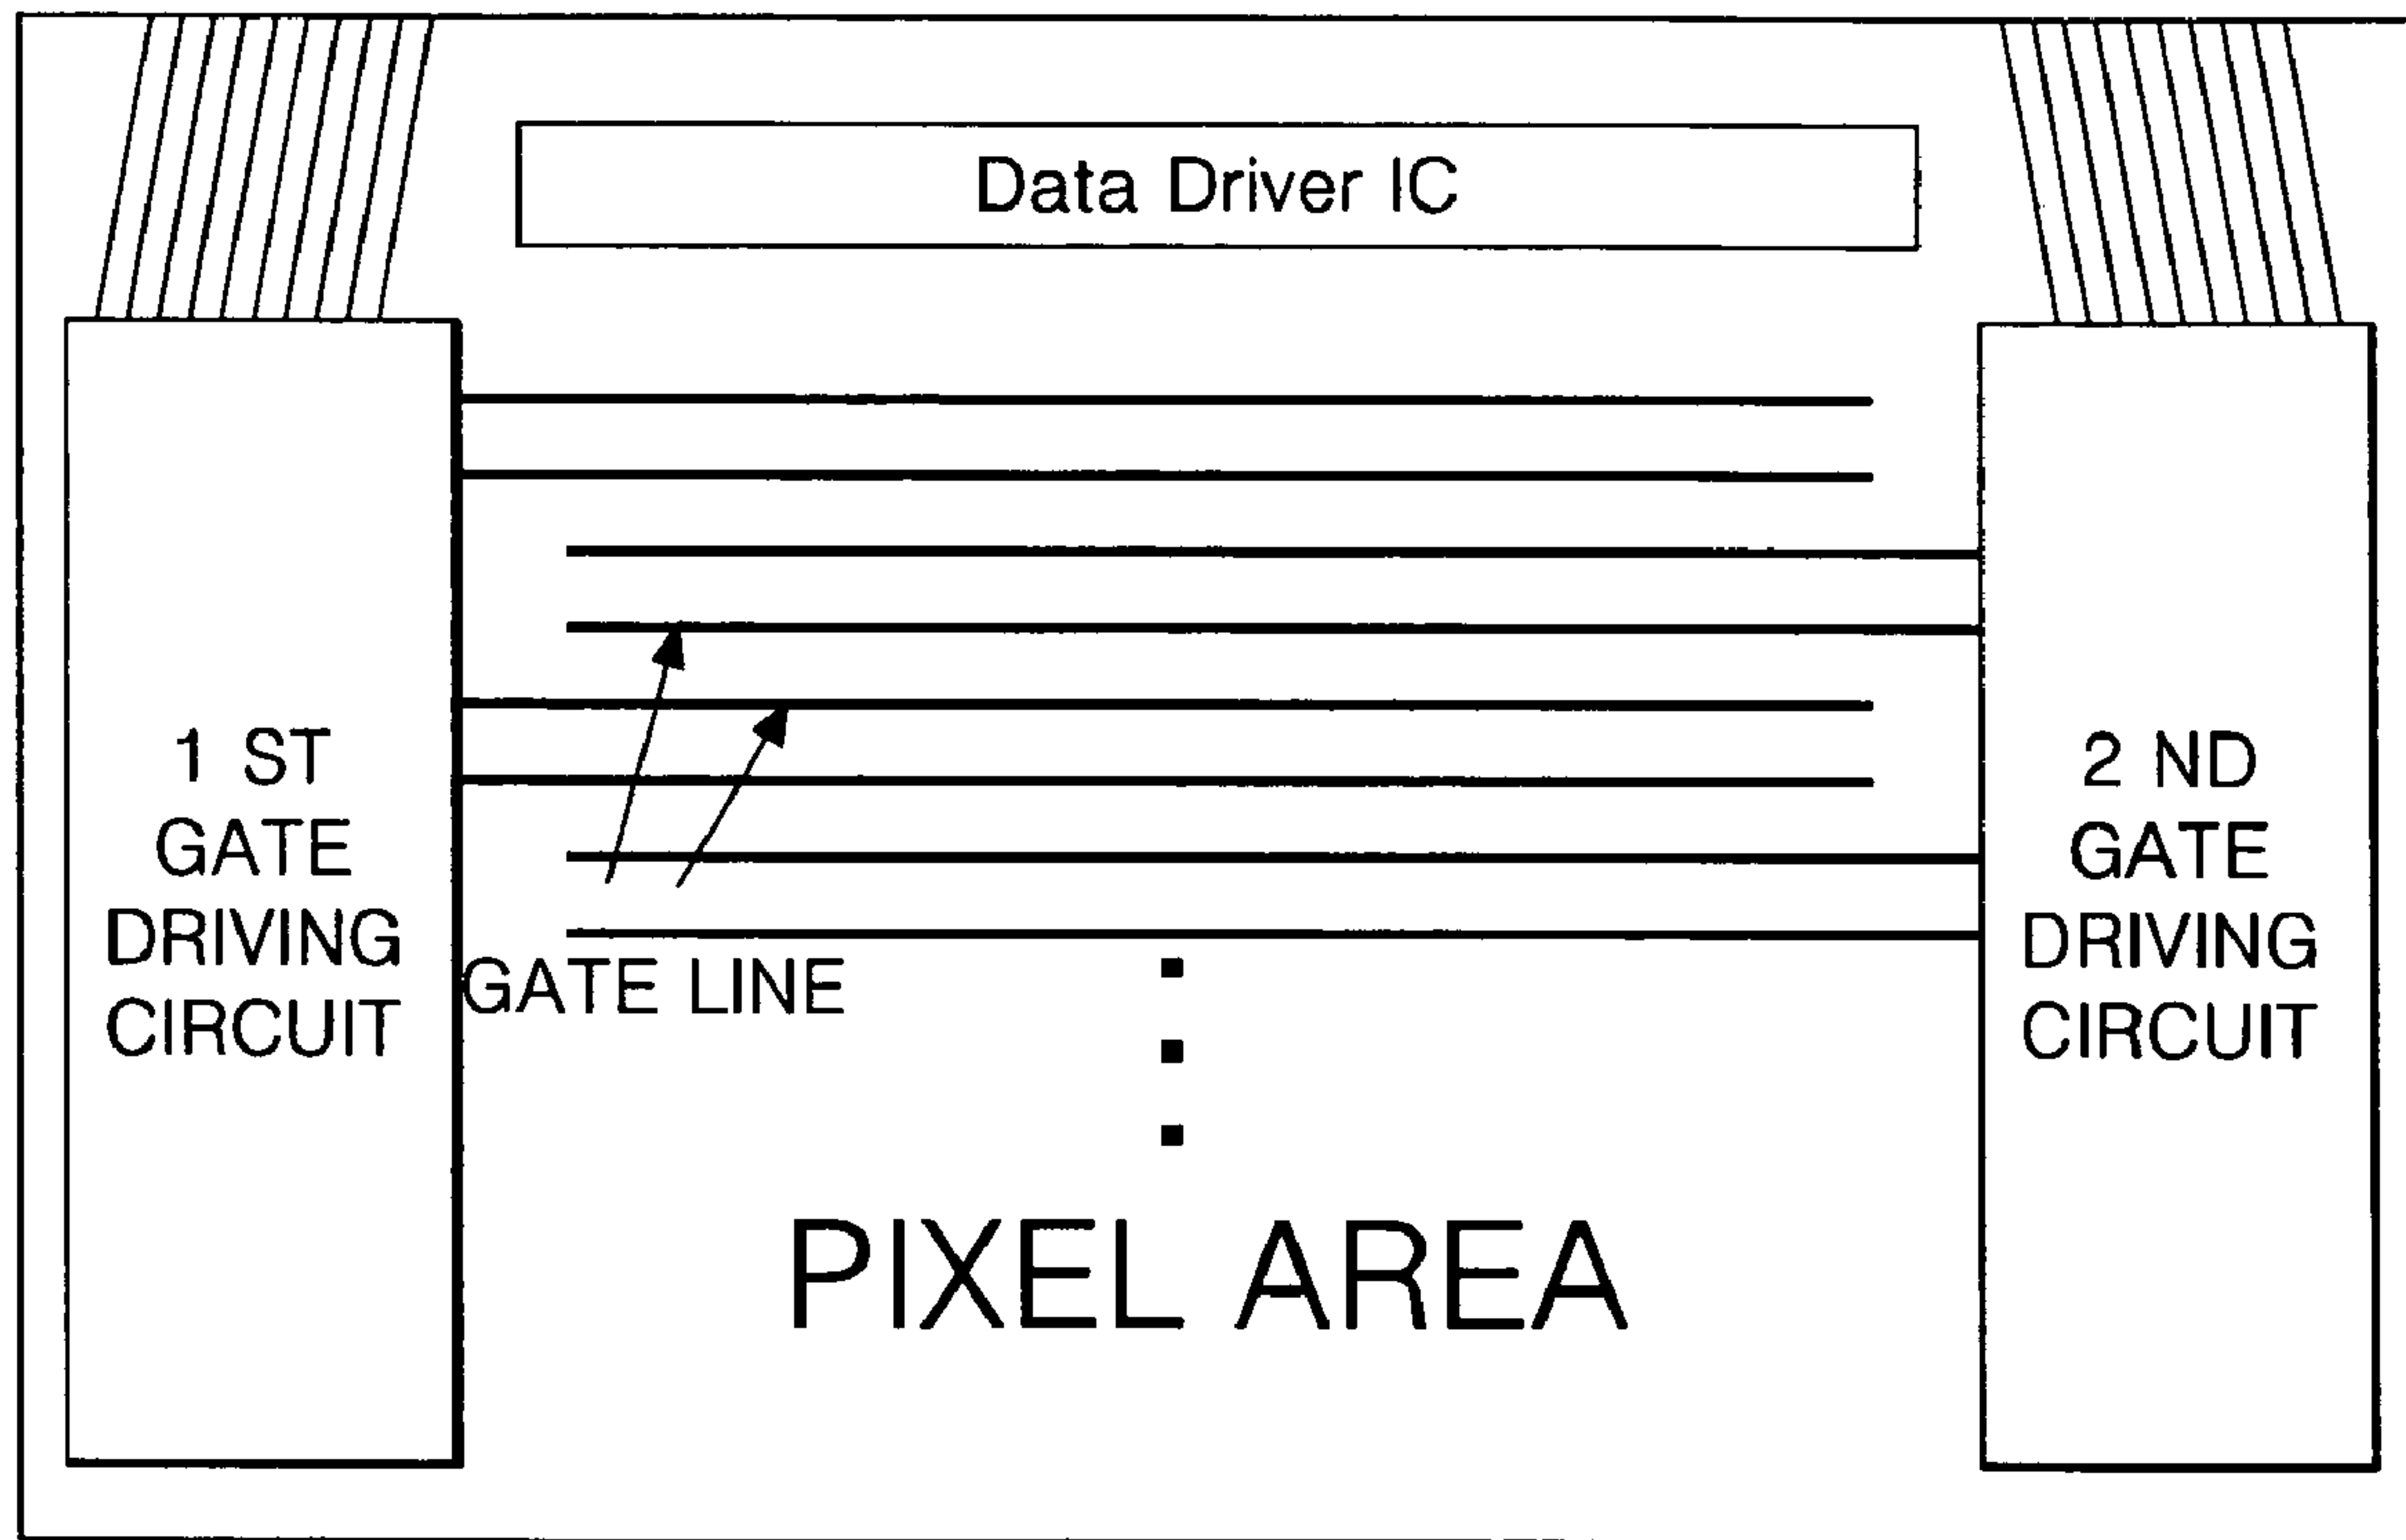 Data Driver IC
1 ST
GATE
DRIVING
CIRCUIT
GATE LINE
2 ND
GATE
DRIVING
CIRCUIT
PIXEL AREA